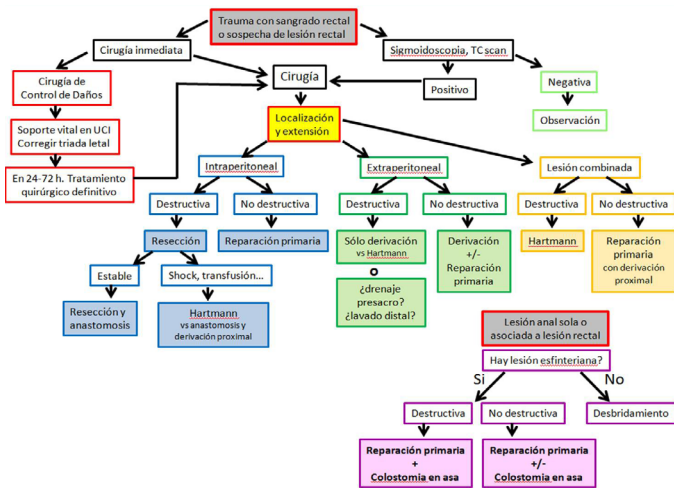 Trauma con sangrado rectal
o sospecha de lesión rectal
Cirugía inmediata
Sigmoidoscopia, TC scan
Cirugía de
Control de Daños
Cirugía
Positivo
Negativa
Soporte vital en UCI
Corregir triada letal
Localización
y extensión
Observación
En 24-72 h. Tratamiento
quirúrgico definitivo
Intraperitoneal
Extraperitoneal
Lesión combinada
Destructiva
No destructiva
Destructiva
No destructiva
Destructiva
No destructiva
Resección
Reparación primaria
Sólo derivación
vs Hartmann
O
¿drenaje
presacro?
¿lavado distal?
Derivación
+/-
Reparación
primaria
Hartmann
Reparación
primaria
con derivación
proximal
Estable
Shock, transfusión...
Resección y
anastomosis
Hartmann
vs anastomosis y
derivación proximal
Lesión anal sola o
asociada a lesión rectal
Hay lesión esfinteriana?
Si
No
Destructiva
No destructiva
Desbridamiento
Reparación primaria
+
Colostomia en asa
Reparación primaria
+/-
Colostomia en asa